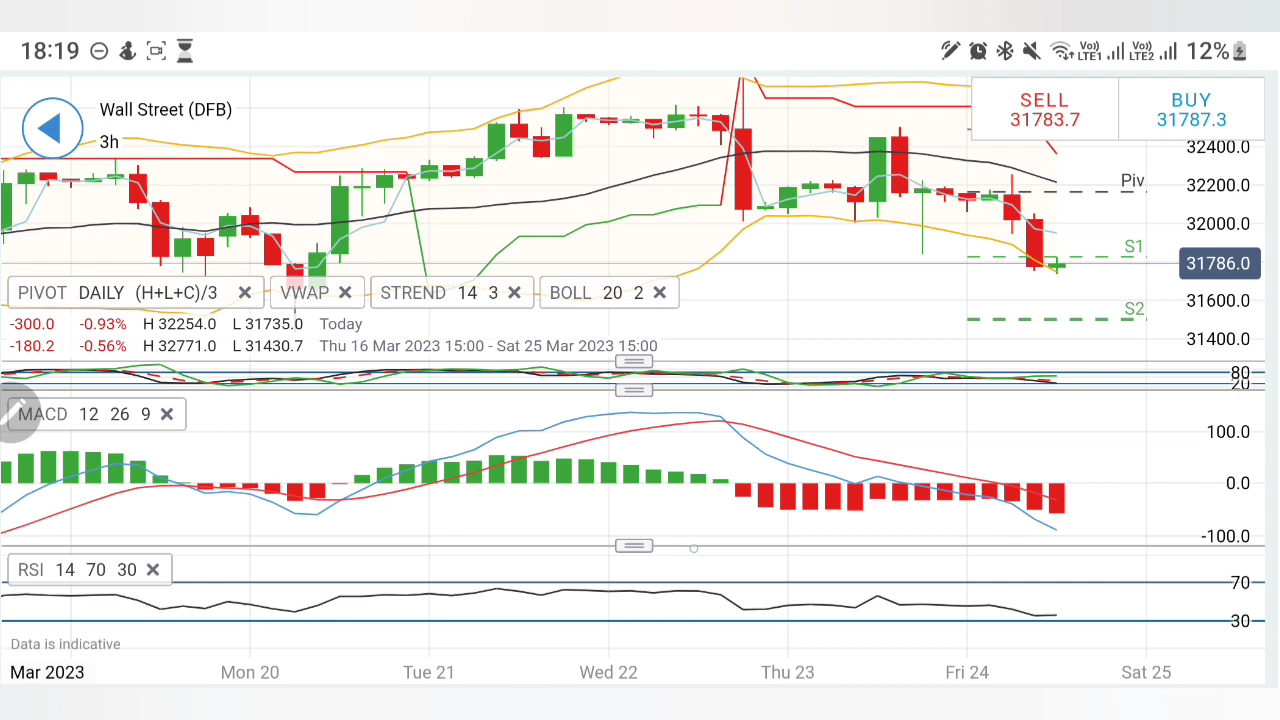 18:19 Vo)) LTE1 Vo)) LTE2 12%
Wall Street (DFB)
3h
SELL BUY
31783.7 31787.3
32400.0
Piv 32200.0
32000.0
S1
31786.0
PIVOT DAILY (H+L+C)/3 VWAP STREND 14 3 BOLL 20 2
31600.0
S2
-300.0 -0.93% H 32254.0 L 31735.0 Today
31400.0
-180.2 -0.56% H 32771.0 L 31430.7 Thu 16 Mar 2023 15:00 - Sat 25 Mar 2023 15:00
80
20
MACD 12 26 9
100.0
0.0
-100.0
RSI 14 70 30
70
30
Data is indicative
Mar 2023 Mon 20 Tue 21 Wed 22 Thu 23 Fri 24 Sat 25